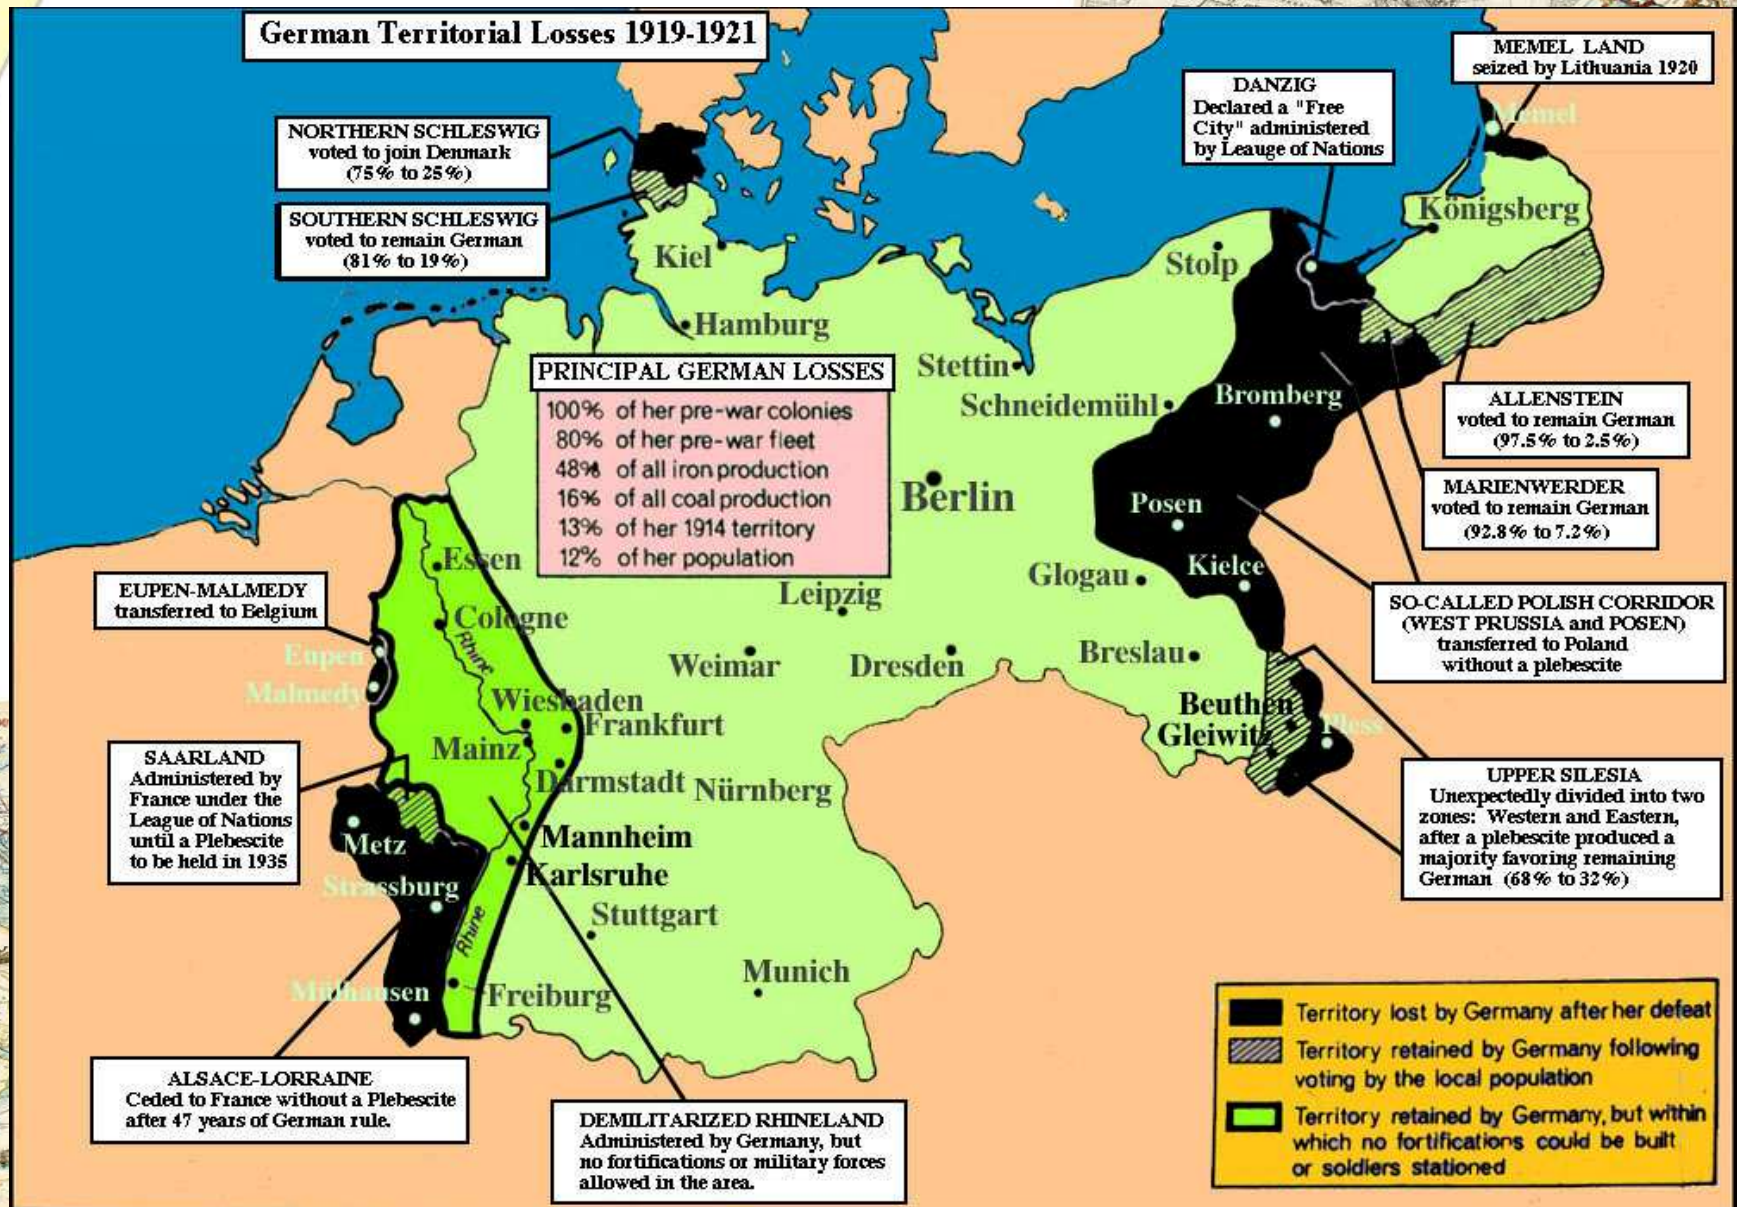 German Territorial Losses 1919-1921
MEMEL LAND
seized by Lithuania 1920
DANZIG
Declared a "Free
City" administered
by Leauge of Nations
NORTHERN SCHLESWIG
voted to join Denmark
(75% to 25%)
SOUTHERN SCHLESWIG
voted to remain German
(81% to 19%)
Memel
Königsberg
Kiel
Stolp
Hamburg
Stettin
Schneidemühl
Bromberg
Berlin
Posen
Kielce
Glogau
PRINCIPAL GERMAN LOSSES
100% of her pre-war colonies
80% of her pre-war fleet
48% of all iron production
16% of all coal production
13% of her 1914 territory
12% of her population
ALLENSTEIN
voted to remain German
(97.5% to 2.5%)
MARIENWERDER
voted to remain German
(92.8% to 7.2%)
SO-CALLED POLISH CORRIDOR
(WEST PRUSSIA and POSEN)
transferred to Poland
without a plebescite
EUPEN-MALMEDY
transferred to Belgium
Essen
Cologne
Rhine
Eupen
Malmedy
Leipzig
Weimar
Dresden
Breslau
Wiesbaden
Frankfurt
Mainz
Darmstadt
Nürnberg
Beuthen
Gleiwitz
Pless
SAARLAND
Administered by
France under the
League of Nations
until a Plebescite
to be held in 1935
UPPER SILESIA
Unexpectedly divided into two
zones: Western and Eastern,
after a plebescite produced a
majority favoring remaining
German (68% to 32%)
Metz
Mannheim
Karlsruhe
Strassburg
Stuttgart
Rhine
Munich
Mülhausen
Freiburg
ALSACE-LORRAINE
Ceded to France without a Plebescite
after 47 years of German rule.
DEMILITARIZED RHINELAND
Administered by Germany, but
no fortifications or military forces
allowed in the area.
Territory lost by Germany after her defeat
Territory retained by Germany following
voting by the local population
Territory retained by Germany, but within
which no fortifications could be built
or soldiers stationed